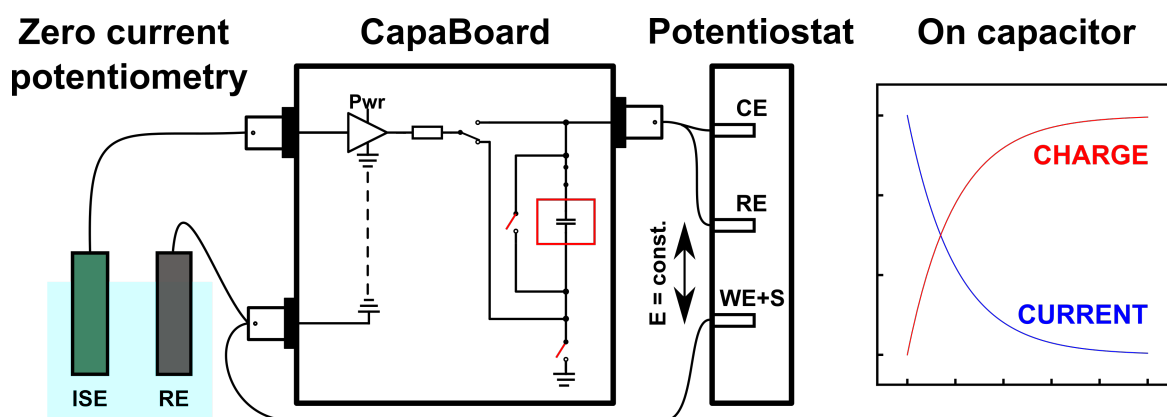 Zero current
potentiometry
CapaBoard
Potentiostat
On capacitor
Pwr
CE
RE
E = const.
WE+S
ISE
RE
CHARGE
CURRENT